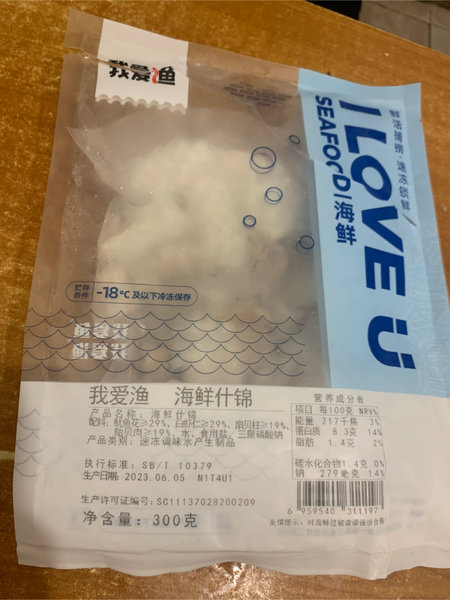 我爱渔
鲜活捕捞·速冻锁鲜
I LOVE U
SEAFOOD|海鲜
贮存条件 -18℃及以下冷冻保存
我爱渔 海鲜什锦
产品名称: 海鲜什锦
配料: 鱿鱼花≥29%, 白虾仁≥29%, 扇贝柱≥19%,
贻贝肉≥19%, 水、食用盐、三聚磷酸钠
产品类别: 速冻调味水产生制品
执行标准: SB/T 10379
生产日期: 2023.06.05 N1T4U1
生产许可证编号: SC11137028200209
净含量: 300克
营养成分表
项目 每100克 NRV%
能量 217千焦 3%
蛋白质 8.3克 14%
脂肪 1.4克 2%
碳水化合物1.4克 0%
钠 279毫克 14%
6 959540 311197